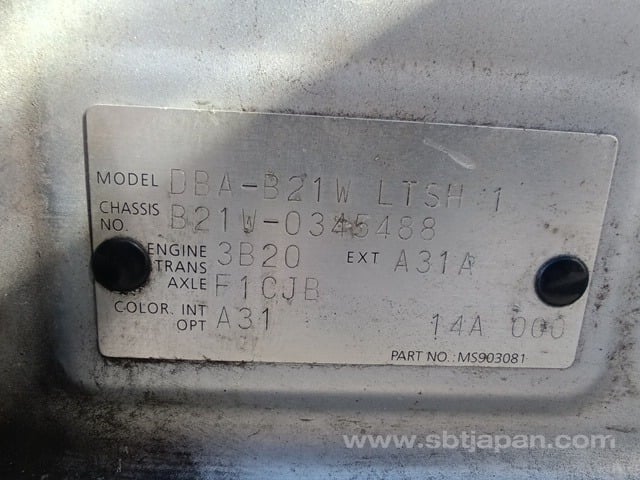 MODEL DBA-B21W LTSH 1
CHASSIS NO. B21W-0345488
ENGINE 3B20 EXT A31A
TRANS AXLE F1CJB
COLOR. INT OPT A31 14A 000
PART NO.: MS903081
www.sbtjapan.com